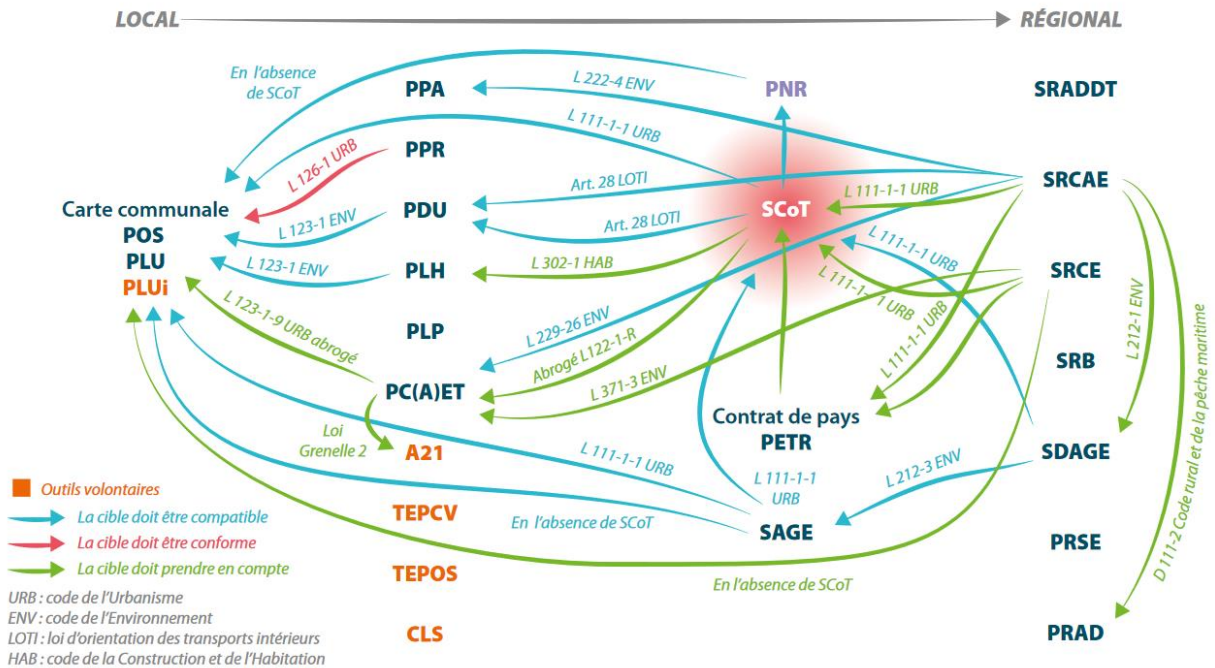 LOCAL
RÉGIONAL
En l'absence
de SCoT
PPA
L 222-4 ENV
PNR
SRADDT
L 111-1-1 URB
PPR
L 126-1 URB
Art. 28 LOTI
L 111-1-1 URB
SRCAE
Carte communale
POS
PLU
PLUi
PDU
L 123-1 ENV
Art. 28 LOTI
SCoT
L 111-1-1 URB
PLH
L 123-1 ENV
L 302-1 HAB
L 111-1-1 URB
SRCE
L 123-1-9 URB abrogé
PLP
L 229-26 ENV
Abrogé L122-1-R
L 111-1-1 URB
L 212-1 ENV
SRB
PC(A)ET
L 371-3 ENV
Contrat de pays
PETR
Loi
Grenelle 2
A21
L 111-1-1 URB
L 111-1-1
URB
L 212-3 ENV
SDAGE
D 111-2 Code rural et de la pêche maritime
Outils volontaires
TEPCV
En l'absence de SCoT
SAGE
La cible doit être compatible
La cible doit être conforme
La cible doit prendre en compte
PRSE
TEPOS
En l'absence de SCoT
URB : code de l'Urbanisme
ENV : code de l'Environnement
LOTI : loi d'orientation des transports intérieurs
HAB : code de la Construction et de l'Habitation
CLS
PRAD